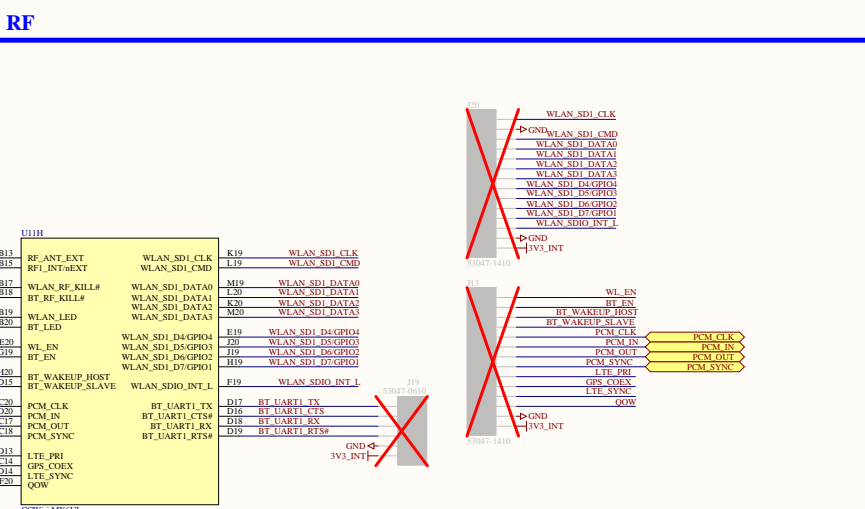 RF
J20
WLAN_SD1_CLK
GND
WLAN_SD1_CMD
WLAN_SD1_DATA0
WLAN_SD1_DATA1
WLAN_SD1_DATA2
WLAN_SD1_DATA3
WLAN_SD1_D4/GPIO4
WLAN_SD1_D5/GPIO3
WLAN_SD1_D6/GPIO2
WLAN_SD1_D7/GPIO1
WLAN_SDIO_INT_L
GND
3V3_INT
53047-1410
U11H
B13 RF_ANT_EXT WLAN_SD1_CLK K19 WLAN_SD1_CLK
B15 RF1_INT/nEXT WLAN_SD1_CMD L19 WLAN_SD1_CMD
B17 WLAN_RF_KILL# WLAN_SD1_DATA0 M19 WLAN_SD1_DATA0
B18 BT_RF_KILL# WLAN_SD1_DATA1 L20 WLAN_SD1_DATA1
WLAN_SD1_DATA2 K20 WLAN_SD1_DATA2
B19 WLAN_LED WLAN_SD1_DATA3 M20 WLAN_SD1_DATA3
B20 BT_LED
WLAN_SD1_D4/GPIO4 E19 WLAN_SD1_D4/GPIO4
E20 WL_EN WLAN_SD1_D5/GPIO3 J20 WLAN_SD1_D5/GPIO3
G19 BT_EN WLAN_SD1_D6/GPIO2 J19 WLAN_SD1_D6/GPIO2
WLAN_SD1_D7/GPIO1 H19 WLAN_SD1_D7/GPIO1
H20 BT_WAKEUP_HOST
D15 BT_WAKEUP_SLAVE WLAN_SDIO_INT_L F19 WLAN_SDIO_INT_L
C20 PCM_CLK BT_UART1_TX D17 BT_UART1_TX
D20 PCM_IN BT_UART1_CTS# D16 BT_UART1_CTS
C17 PCM_OUT BT_UART1_RX D18 BT_UART1_RX
C18 PCM_SYNC BT_UART1_RTS# D19 BT_UART1_RTS#
D13 LTE_PRI
C14 GPS_COEX
D14 LTE_SYNC
F20 QOW
J19
53047-0610
GND
3V3_INT
J13
WL_EN
BT_EN
BT_WAKEUP_HOST
BT_WAKEUP_SLAVE
PCM_CLK PCM_CLK
PCM_IN PCM_IN
PCM_OUT PCM_OUT
PCM_SYNC PCM_SYNC
LTE_PRI
GPS_COEX
LTE_SYNC
QOW
GND
3V3_INT
53047-1410